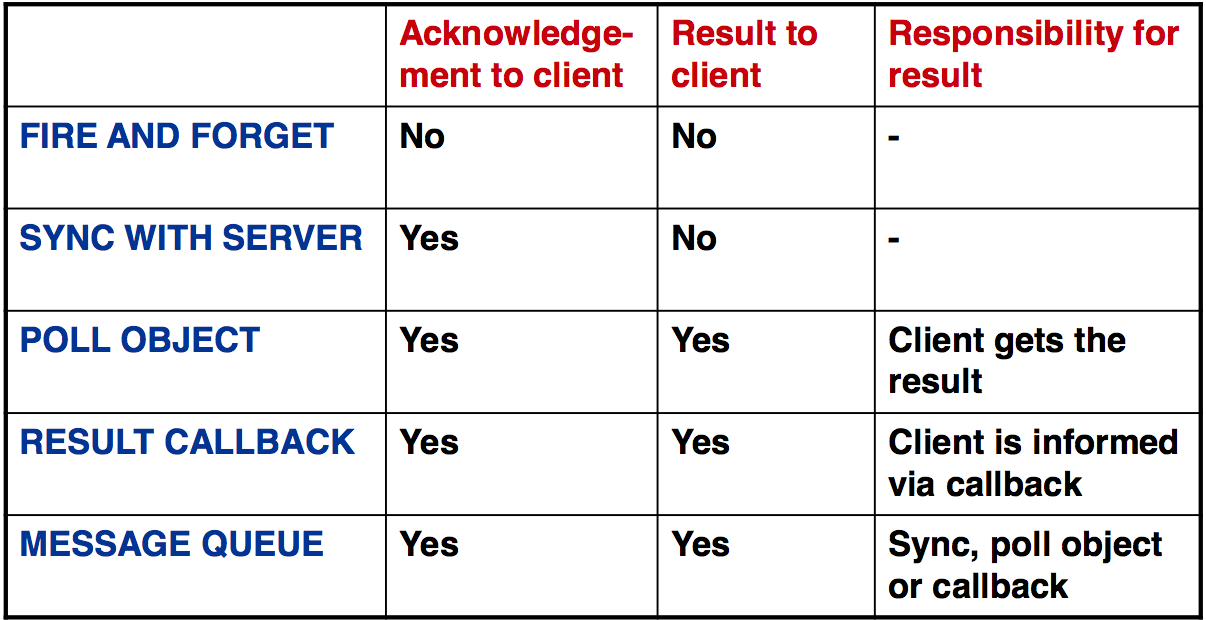 Acknowledge-
ment to client
Result to
client
Responsibility for
result
FIRE AND FORGET
No
No
-
SYNC WITH SERVER
Yes
No
-
POLL OBJECT
Yes
Yes
Client gets the
result
RESULT CALLBACK
Yes
Yes
Client is informed
via callback
MESSAGE QUEUE
Yes
Yes
Sync, poll object
or callback